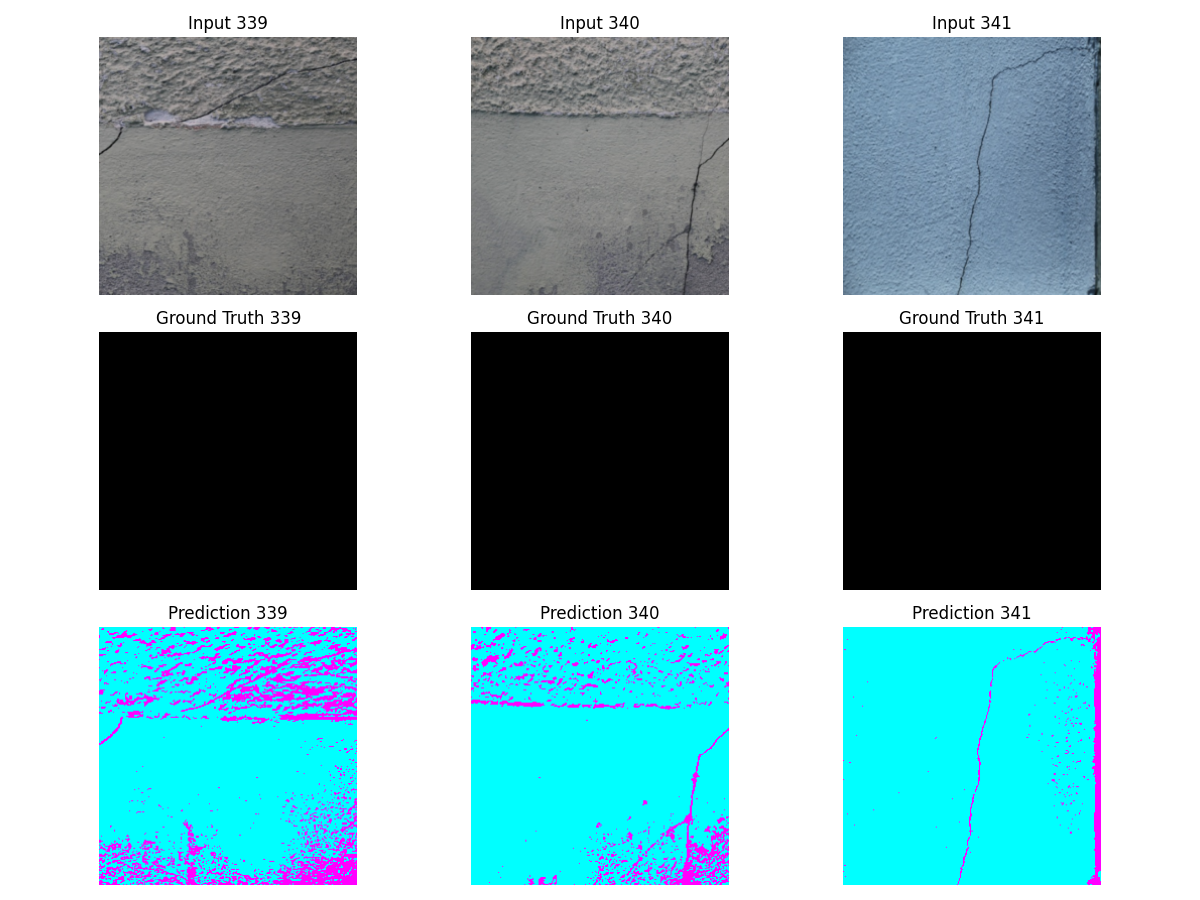 Input 339
Input 340
Input 341
Ground Truth 339
Ground Truth 340
Ground Truth 341
Prediction 339
Prediction 340
Prediction 341